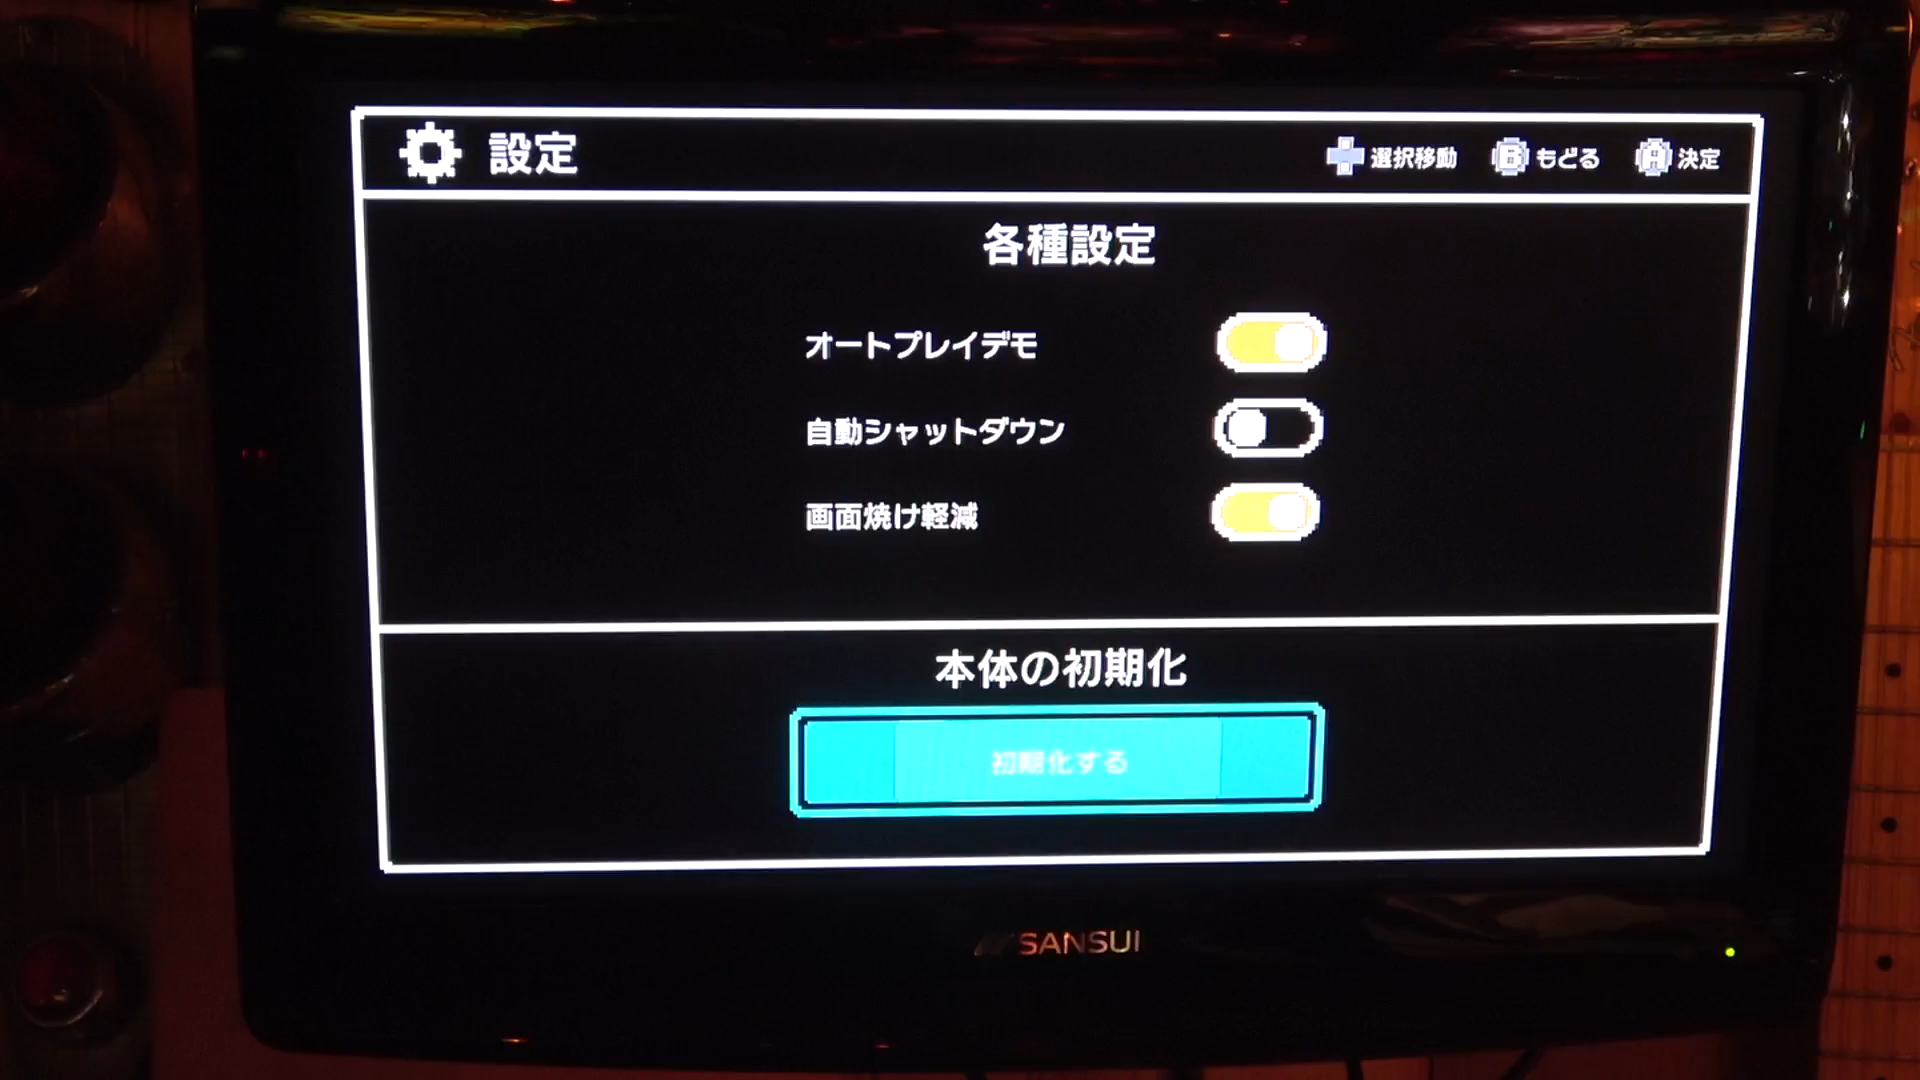 設定
選択移動 B もどる A 決定
各種設定
オートプレイデモ
自動シャットダウン
画面焼け軽減
本体の初期化
初期化する
SANSUI